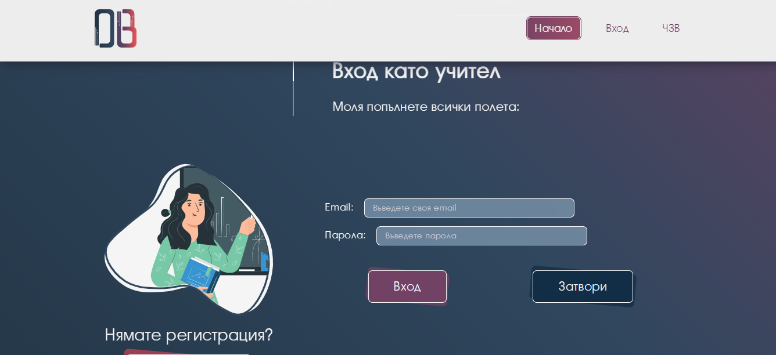 DB
Начало
Вход
ЧЗВ
Вход като учител
Моля попълнете всички полета:
Email:
Въведете своя email
Парола:
Въведете парола
Вход
Затвори
Нямате регистрация?